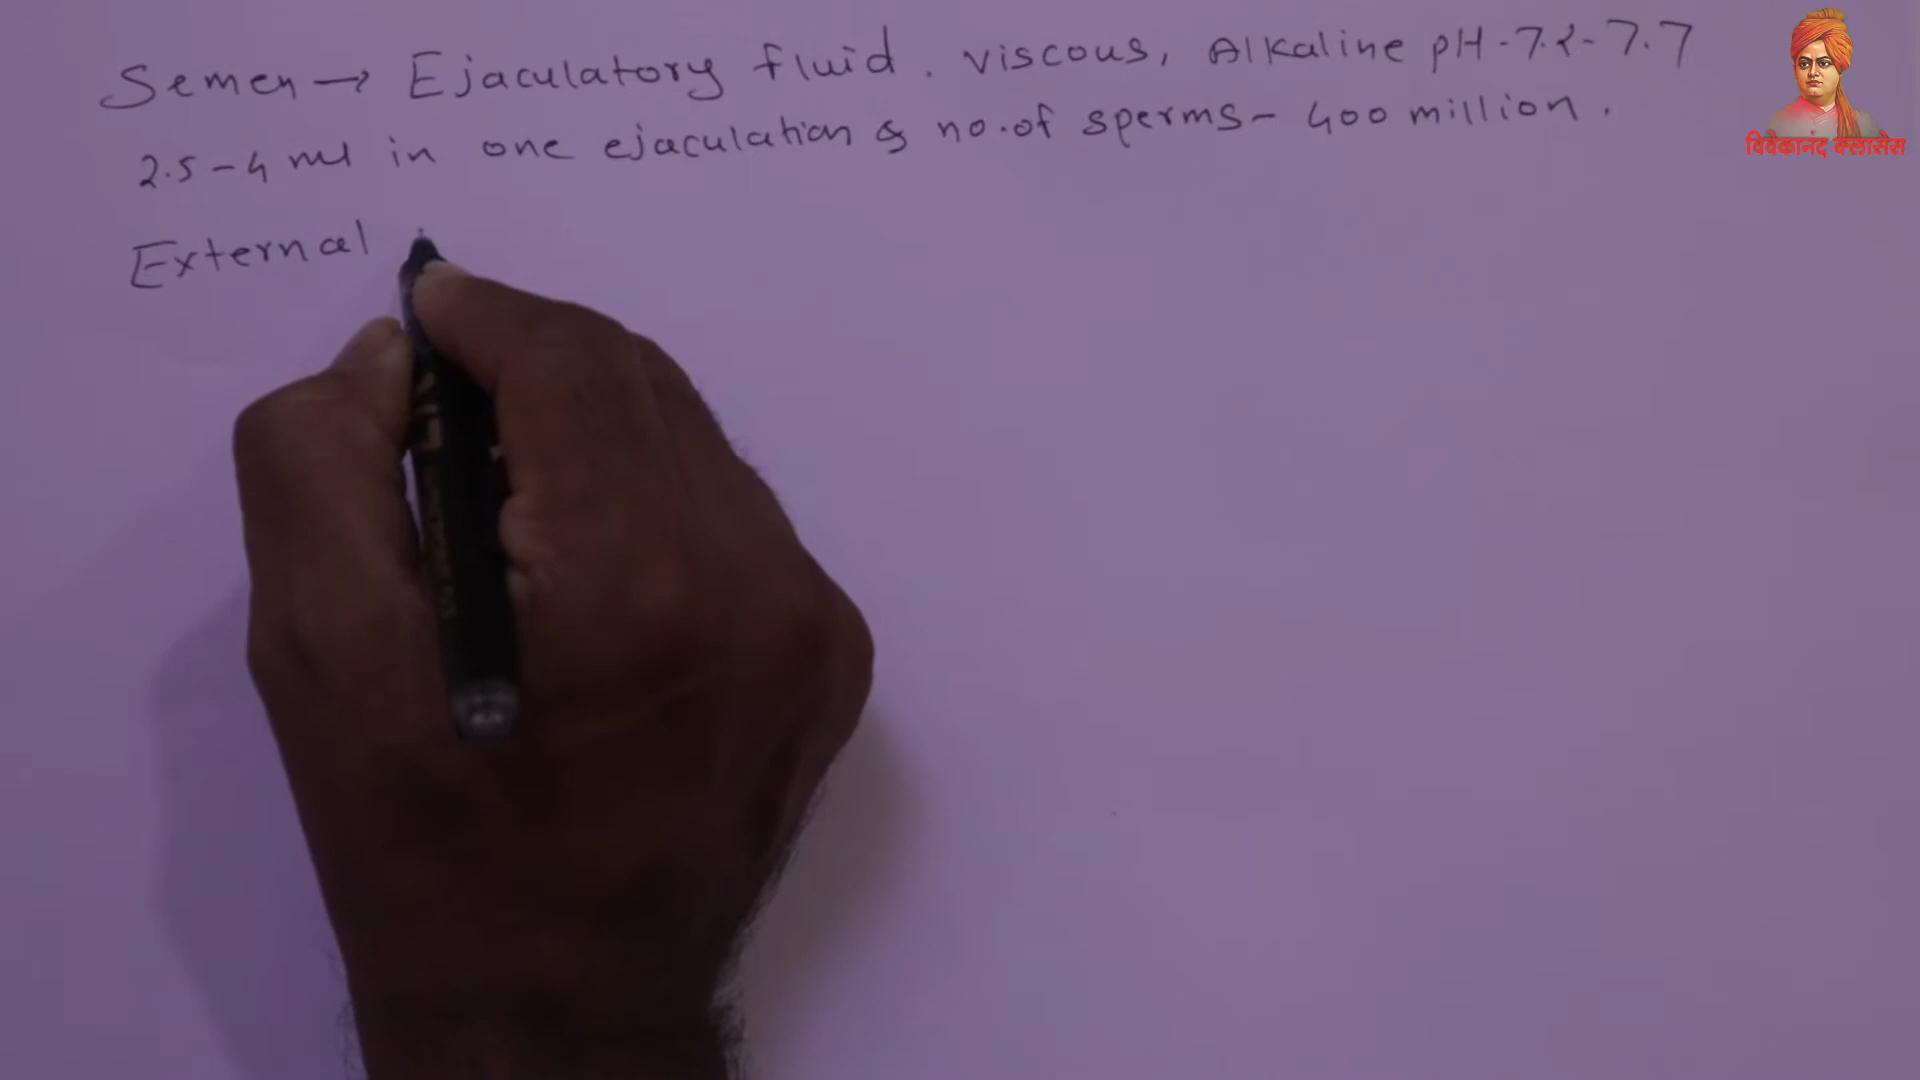 Semen → Ejaculatory fluid. viscous, Alkaline pH-7.2-7.7
2.5-4 ml in one ejaculation & no.of sperms- 400 million.
External
विवेकानंद क्लासेस